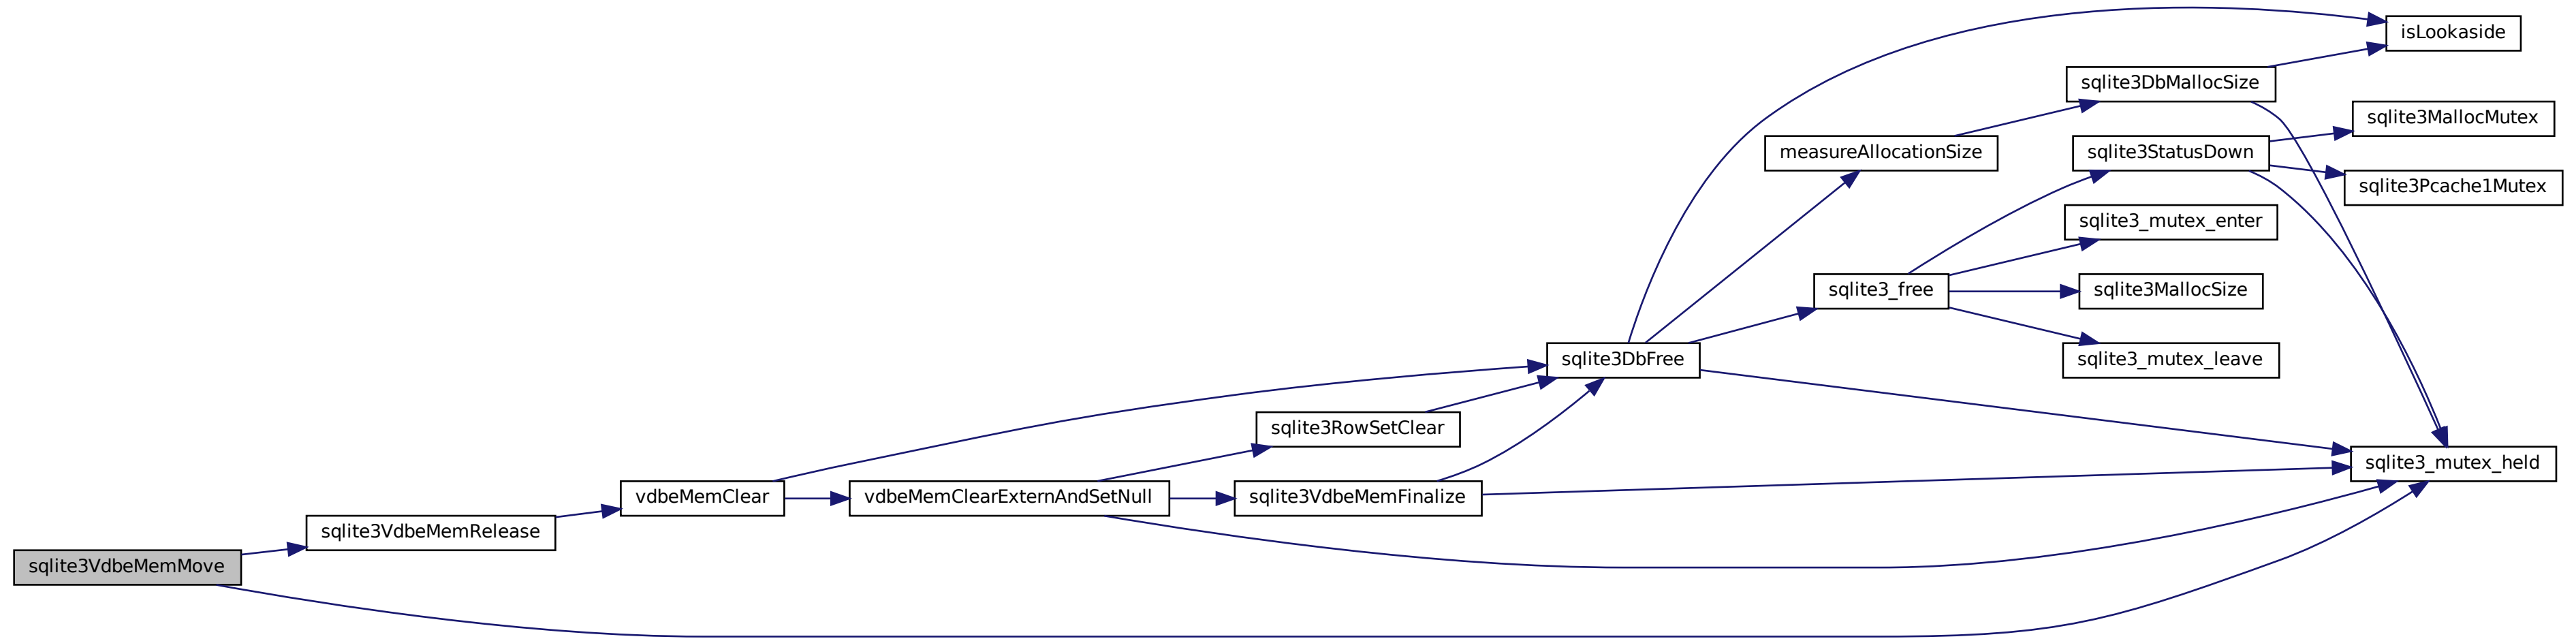 isLookaside
sqlite3DbMallocSize
sqlite3MallocMutex
measureAllocationSize
sqlite3StatusDown
sqlite3Pcache1Mutex
sqlite3_mutex_enter
sqlite3_free
sqlite3MallocSize
sqlite3DbFree
sqlite3_mutex_leave
sqlite3RowSetClear
sqlite3_mutex_held
vdbeMemClear
vdbeMemClearExternAndSetNull
sqlite3VdbeMemFinalize
sqlite3VdbeMemRelease
sqlite3VdbeMemMove